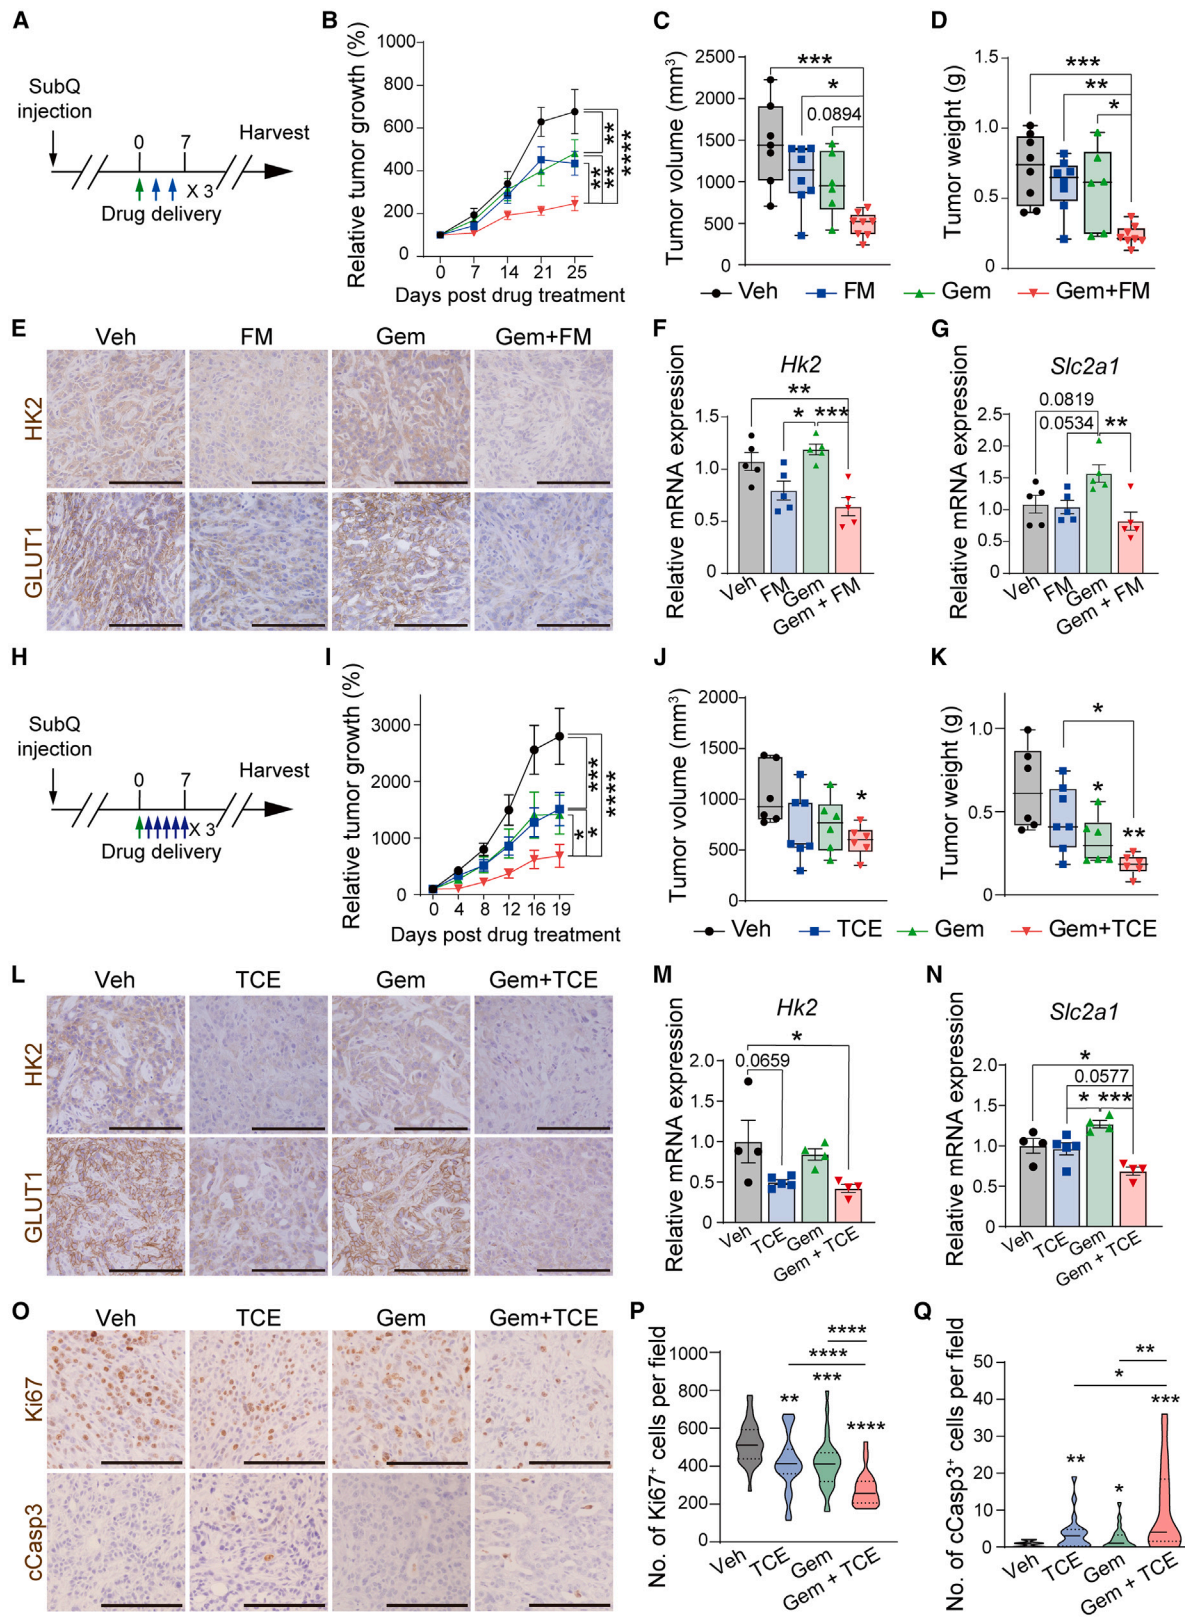 A
SubQ
injection
0
7
Harvest
X 3
Drug delivery
B
Relative tumor growth (%)
1000
800
600
400
200
0
**
****
**
**
0 7 14 21 25
Days post drug treatment
C
Tumor volume (mm³)
2500
2000
1500
1000
500
0
***
*
0.0894
D
Tumor weight (g)
1.5
1.0
0.5
0
***
**
*
Veh FM Gem Gem+FM
E
Veh FM Gem Gem+FM
HK2
GLUT1
F
Hk2
Relative mRNA expression
1.5
1.0
0.5
0
**
* ***
Veh FM Gem Gem + FM
G
Slc2a1
Relative mRNA expression
2.5
2.0
1.5
1.0
0.5
0
0.0819
0.0534 **
Veh FM Gem Gem + FM
H
SubQ
injection
0
7
Harvest
X 3
Drug delivery
I
Relative tumor growth (%)
3000
2000
1000
0
***
****
*
*
0 4 8 12 16 19
Days post drug treatment
J
Tumor volume (mm³)
2000
1500
1000
500
0
*
K
Tumor weight (g)
1.0
0.5
0
*
*
**
Veh TCE Gem Gem+TCE
L
Veh TCE Gem Gem+TCE
HK2
GLUT1
M
Hk2
Relative mRNA expression
2.0
1.5
1.0
0.5
0
*
0.0659
Veh TCE Gem Gem + TCE
N
Slc2a1
Relative mRNA expression
2.0
1.5
1.0
0.5
0
*
0.0577
* ***
Veh TCE Gem Gem + TCE
O
Veh TCE Gem Gem+TCE
Ki67
cCasp3
P
No. of Ki67⁺ cells per field
1000
800
600
400
200
0
****
****
***
**
****
Veh TCE Gem Gem + TCE
Q
No. of cCasp3⁺ cells per field
50
40
30
20
10
0
**
*
***
**
*
Veh TCE Gem Gem + TCE